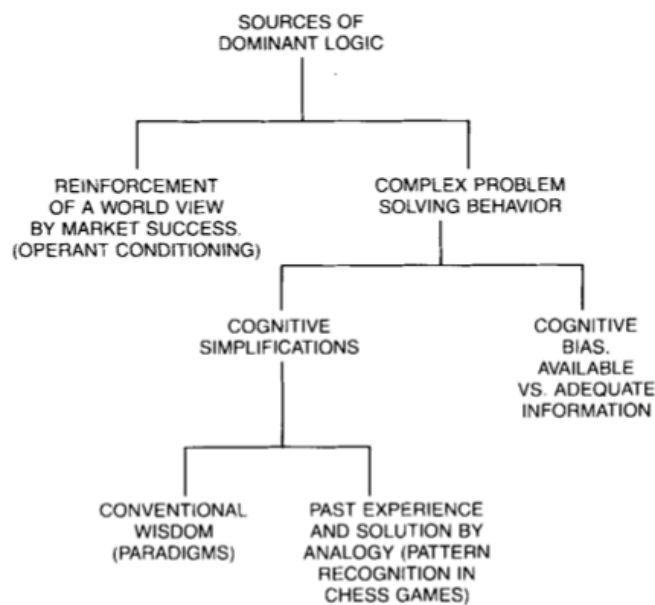 SOURCES OF
DOMINANT LOGIC
REINFORCEMENT
OF A WORLD VIEW
BY MARKET SUCCESS.
(OPERANT CONDITIONING)
COMPLEX PROBLEM
SOLVING BEHAVIOR
COGNITIVE
SIMPLIFICATIONS
COGNITIVE
BIAS.
AVAILABLE
VS. ADEQUATE
INFORMATION
CONVENTIONAL
WISDOM
(PARADIGMS)
PAST EXPERIENCE
AND SOLUTION BY
ANALOGY (PATTERN
RECOGNITION IN
CHESS GAMES)